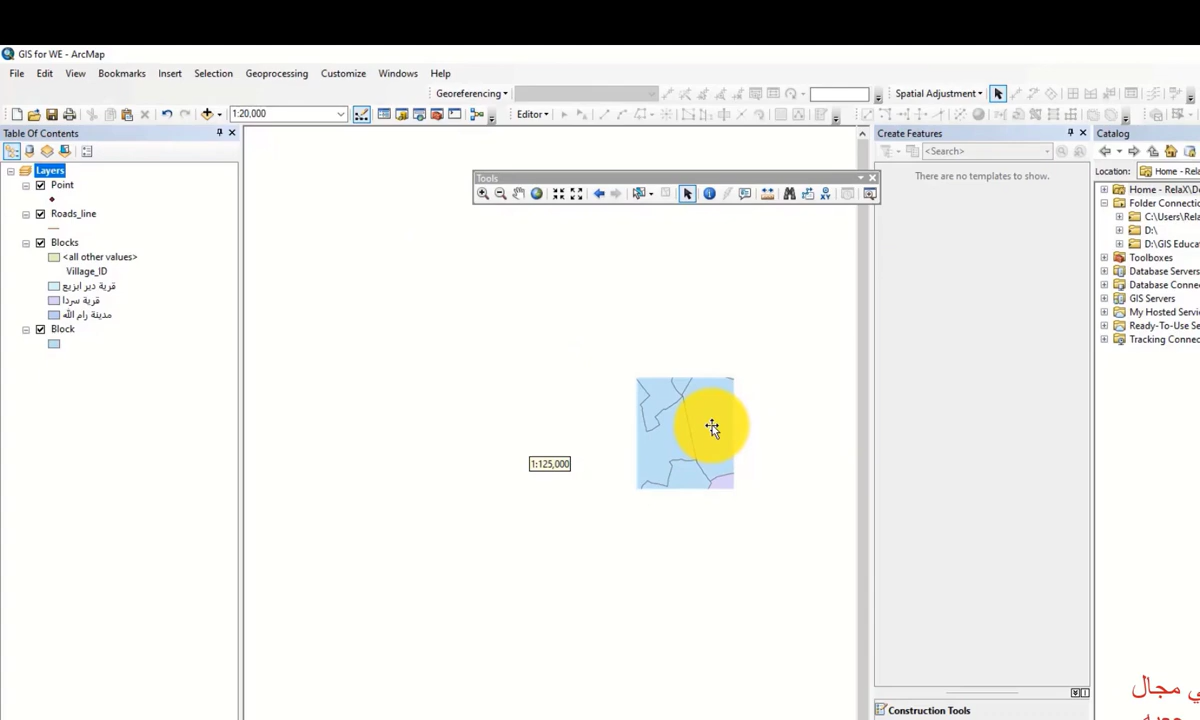 GIS for WE - ArcMap
File Edit View Bookmarks Insert Selection Geoprocessing Customize Windows Help
Georeferencing
Spatial Adjustment
1:20,000
Editor
Table Of Contents
Layers
Point
Roads_line
Blocks
<all other values>
Village_ID
قرية دير ابزيع
قرية سردا
مدينة رام الله
Block
Tools
1:125,000
Create Features
<Search>
There are no templates to show.
Construction Tools
Catalog
Location: Home - Rela
Home - RelaX\D
Folder Connectio
C:\Users\Rela
D:\
D:\GIS Educa
Toolboxes
Database Servers
Database Conne
GIS Servers
My Hosted Servi
Ready-To-Use Se
Tracking Connec
ي مجال